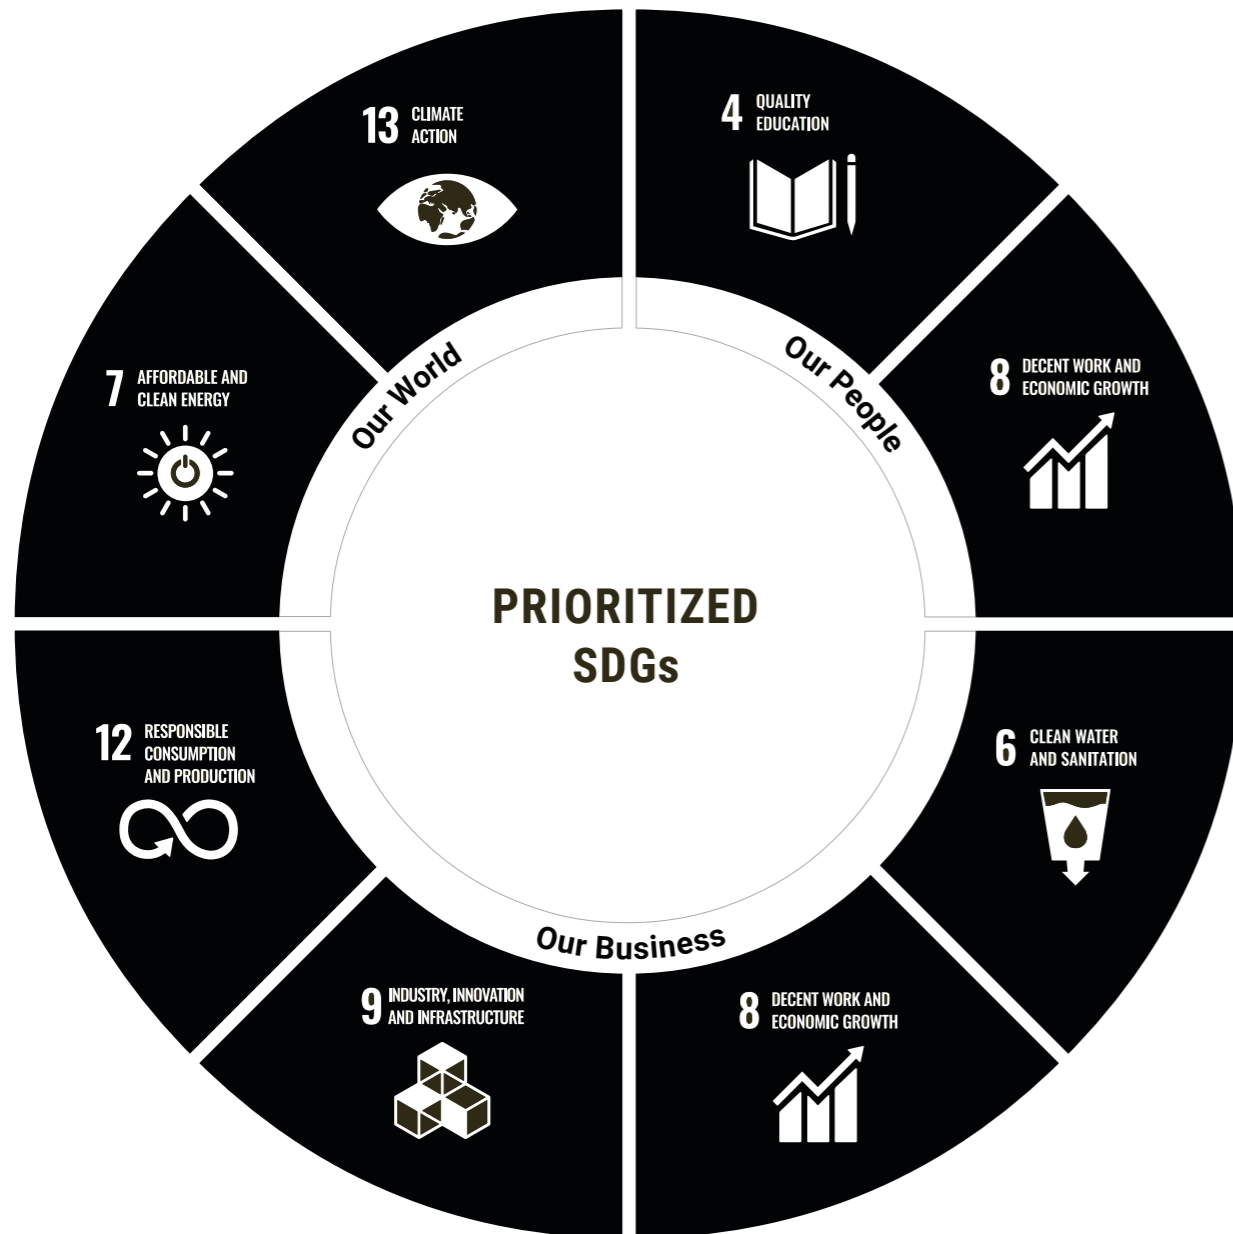 13 CLIMATE
ACTION
4 QUALITY
EDUCATION
7 AFFORDABLE AND
CLEAN ENERGY
Our World
Our People
8 DECENT WORK AND
ECONOMIC GROWTH
PRIORITIZED
SDGs
12 RESPONSIBLE
CONSUMPTION
AND PRODUCTION
6 CLEAN WATER
AND SANITATION
Our Business
9 INDUSTRY, INNOVATION
AND INFRASTRUCTURE
8 DECENT WORK AND
ECONOMIC GROWTH